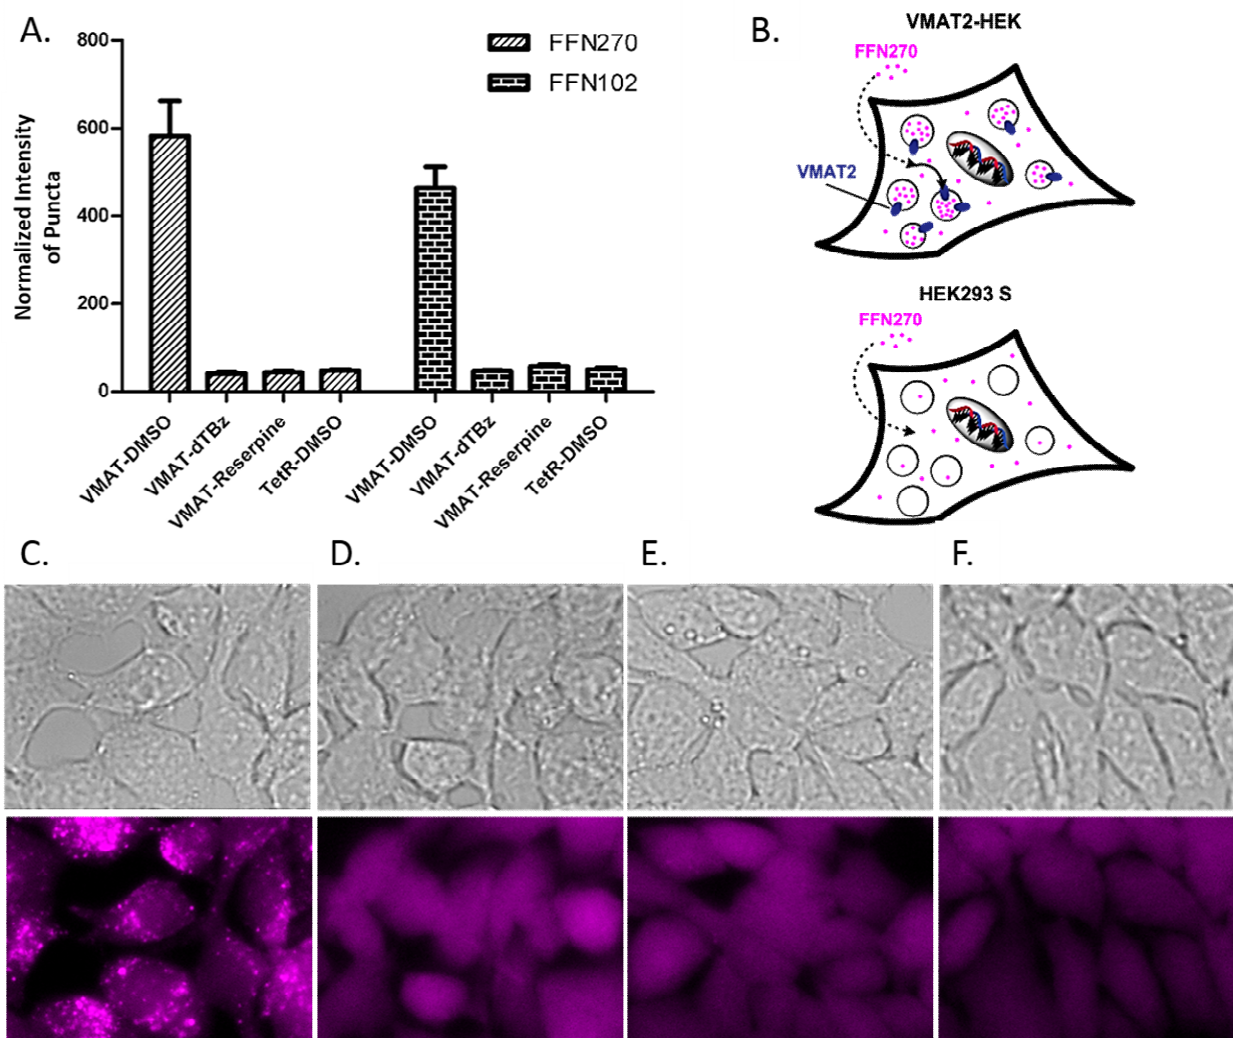 A.
800
600
400
200
0
Normalized Intensity
of Puncta
FFN270
FFN102
VMAT-DMSO
VMAT-dTBz
VMAT-Reserpine
TetR-DMSO
VMAT-DMSO
VMAT-dTBz
VMAT-Reserpine
TetR-DMSO
B.
VMAT2-HEK
FFN270
VMAT2
HEK293 S
FFN270
C.
D.
E.
F.